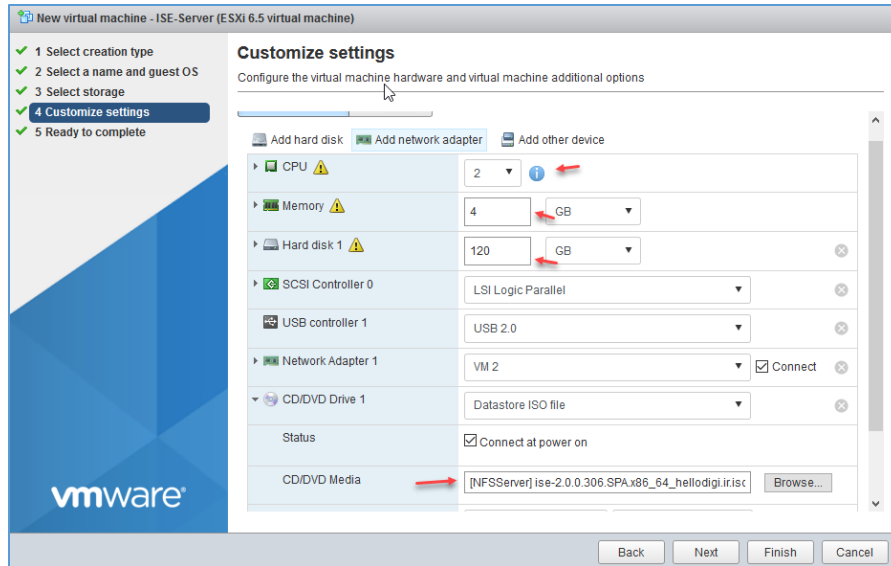 New virtual machine - ISE-Server (ESXi 6.5 virtual machine)
1 Select creation type
2 Select a name and guest OS
3 Select storage
4 Customize settings
5 Ready to complete
Customize settings
Configure the virtual machine hardware and virtual machine additional options
Add hard disk Add network adapter Add other device
CPU 2
Memory 4 GB
Hard disk 1 120 GB
SCSI Controller 0 LSI Logic Parallel
USB controller 1 USB 2.0
Network Adapter 1 VM 2 Connect
CD/DVD Drive 1 Datastore ISO file
Status Connect at power on
CD/DVD Media [NFSServer] ise-2.0.0.306.SPA.x86_64_hellodigi.ir.isc Browse...
vmware
Back Next Finish Cancel